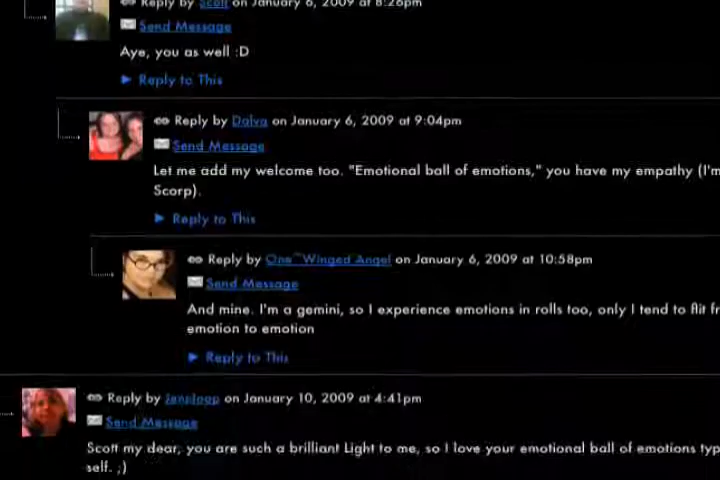 Reply by Scott on January 6, 2009 at 8:26pm
Send Message
Aye, you as well :D
Reply to This
Reply by Dalva on January 6, 2009 at 9:04pm
Send Message
Let me add my welcome too. "Emotional ball of emotions," you have my empathy (I'm
Scorp).
Reply to This
Reply by One~Winged Angel on January 6, 2009 at 10:58pm
Send Message
And mine. I'm a gemini, so I experience emotions in rolls too, only I tend to flit
emotion to emotion
Reply to This
Reply by on January 10, 2009 at 4:41pm
Send Message
Scott my dear, you are such a brilliant Light to me, so I love your emotional ball of emotions typ
self. ;)